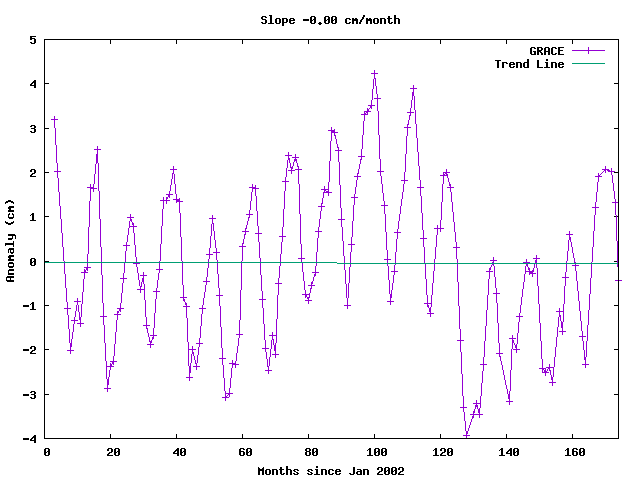 Slope -0.00 cm/month
GRACE
Trend Line
Anomaly (cm)
5
4
3
2
1
0
-1
-2
-3
-4
0 20 40 60 80 100 120 140 160
Months since Jan 2002